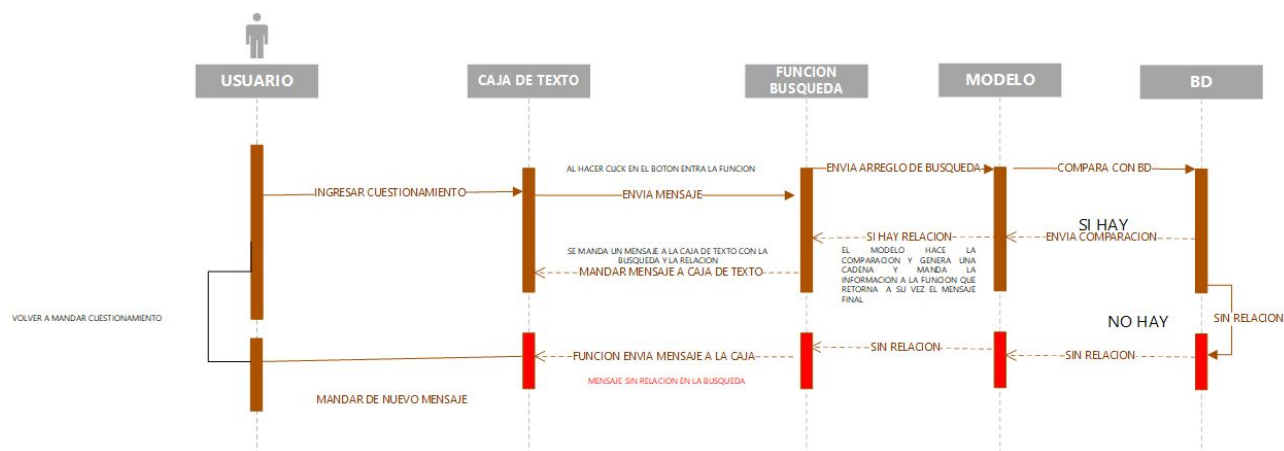 USUARIO
CAJA DE TEXTO
FUNCION
BUSQUEDA
MODELO
BD
AL HACER CLICK EN EL BOTON ENTRA LA FUNCION
ENVIA ARREGLO DE BUSQUEDA
COMPARA CON BD
INGRESAR CUESTIONAMIENTO
ENVIA MENSAJE
SI HAY
SI HAY RELACION
ENVIA COMPARACION
SE MANDA UN MENSAJE A LA CAJA DE TEXTO CON LA
BUSQUEDA Y LA RELACION
MANDAR MENSAJE A CAJA DE TEXTO
EL MODELO HACE LA
COMPARACION Y GENERA UNA
CADENA Y MANDA LA
INFORMACION A LA FUNCION QUE
RETORNA A SU VEZ EL MENSAJE
FINAL
VOLVER A MANDAR CUESTIONAMIENTO
NO HAY
SIN RELACION
SIN RELACION
SIN RELACION
FUNCION ENVIA MENSAJE A LA CAJA
MENSAJE SIN RELACION EN LA BUSQUEDA
MANDAR DE NUEVO MENSAJE